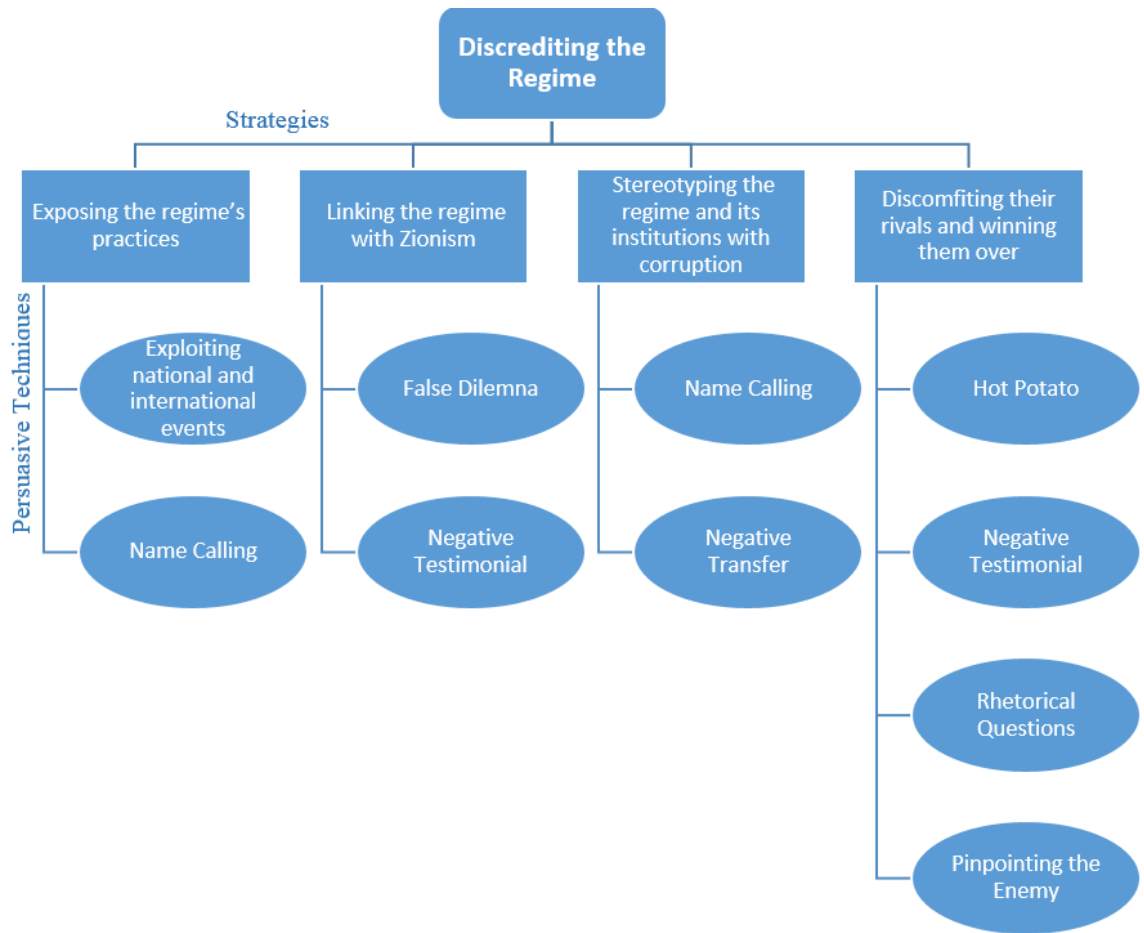 Discrediting the
Regime
Strategies
Exposing the regime's
practices
Linking the regime
with Zionism
Stereotyping the
regime and its
institutions with
corruption
Discomfiting their
rivals and winning
them over
Persuasive Techniques
Exploiting
national and
international
events
False Dilemna
Name Calling
Hot Potato
Name Calling
Negative
Testimonial
Negative
Transfer
Negative
Testimonial
Rhetorical
Questions
Pinpointing the
Enemy